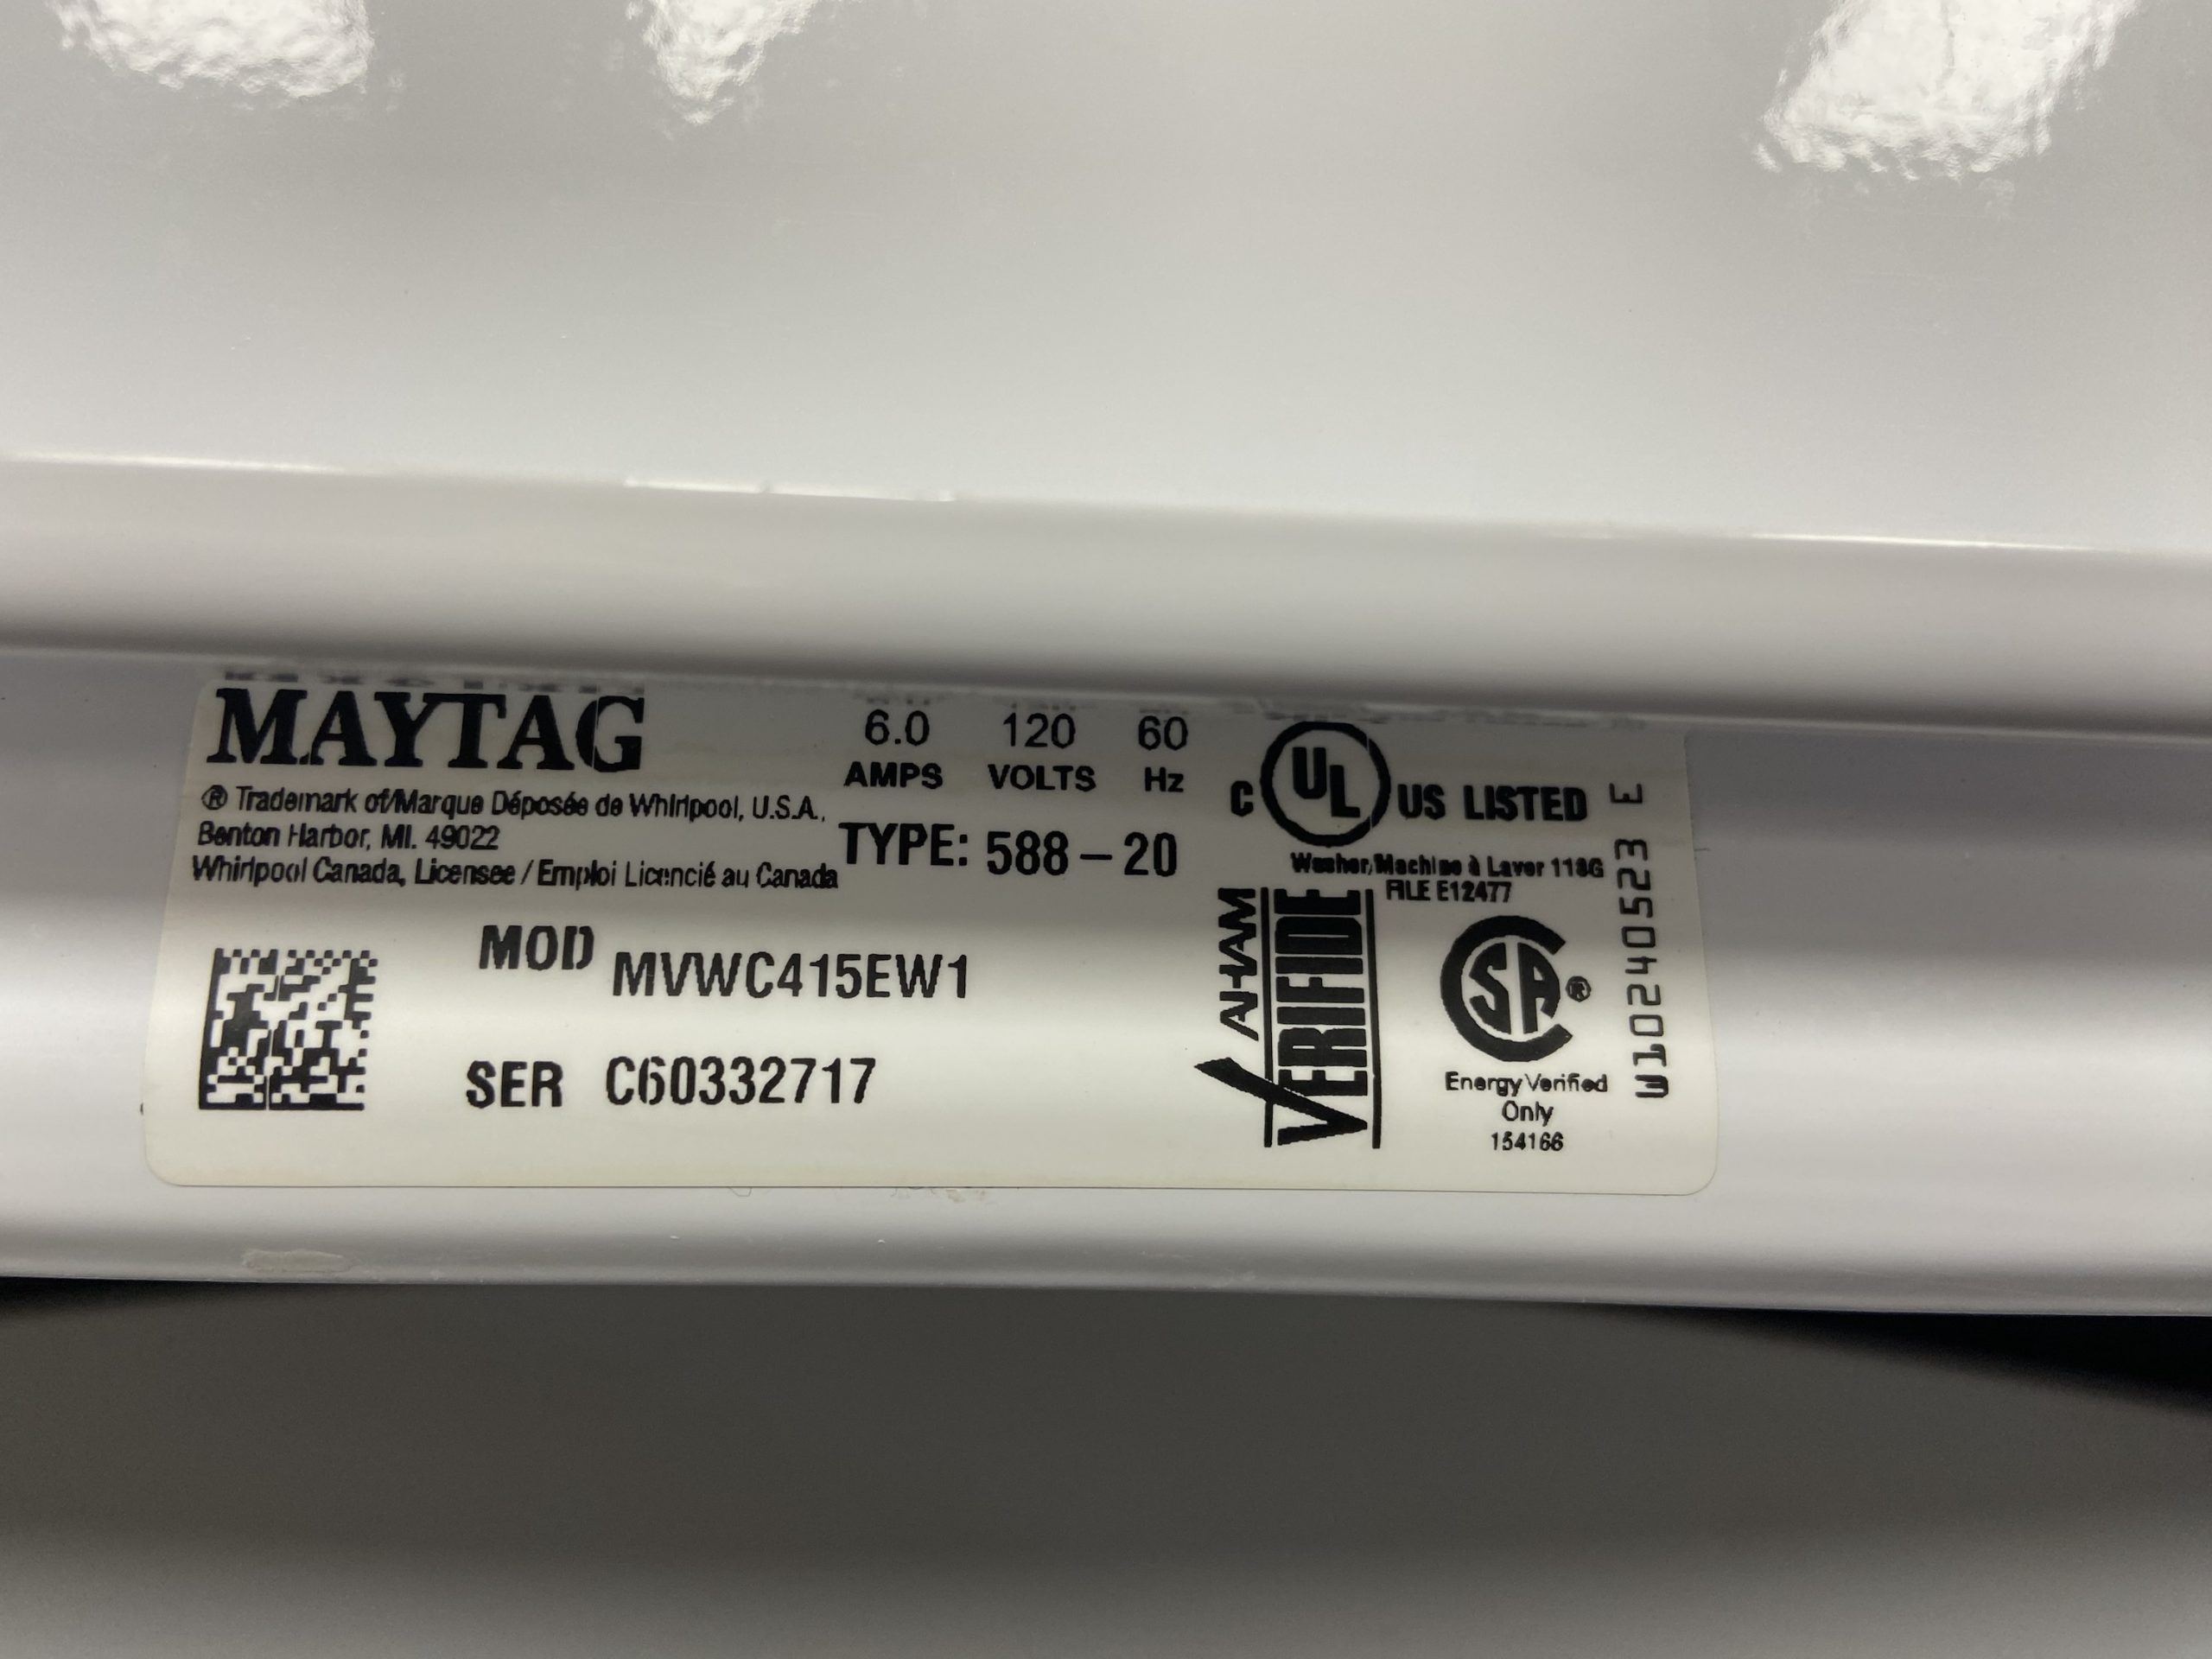 MAYTAG
® Trademark of/Marque Déposée de Whirlpool, U.S.A.,
Benton Harbor, MI. 49022
Whirlpool Canada, Licensee / Emploi Licencié au Canada
6.0 120 60
AMPS VOLTS Hz
TYPE: 588-20
MOD MVWC415EW1
SER C60332717
C UL US LISTED
Washer/Machine à Laver 118G
FILE E12477
AHAM
VERIFIDE
SA®
Energy Verified
Only
154166
W10240523 E